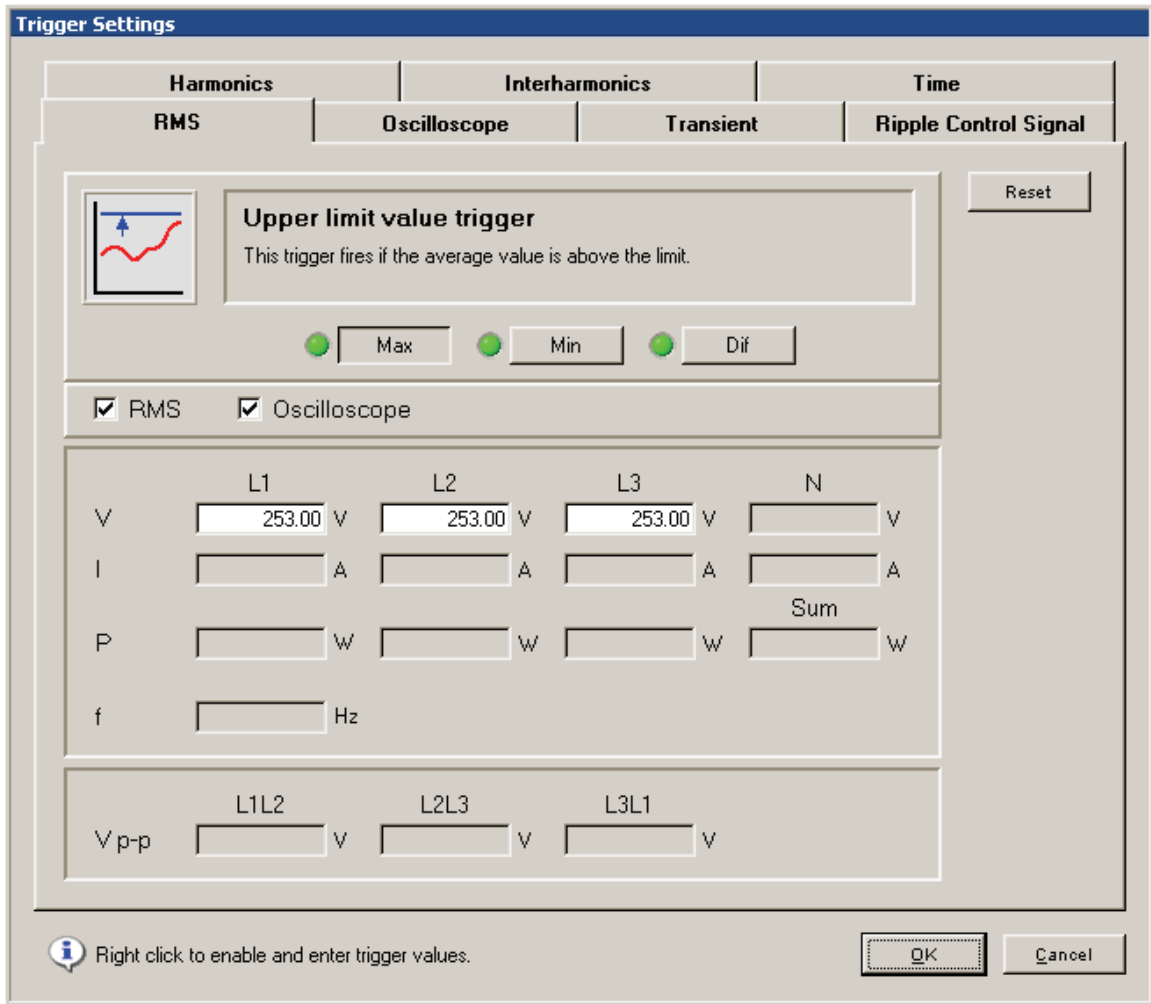 Trigger Settings
Harmonics Interharmonics Time
RMS Oscilloscope Transient Ripple Control Signal
Reset
Upper limit value trigger
This trigger fires if the average value is above the limit.
Max Min Dif
RMS Oscilloscope
L1 L2 L3 N
V 253.00 V 253.00 V 253.00 V V
I A A A A
Sum
P W W W W
f Hz
L1L2 L2L3 L3L1
V p-p V V V
Right click to enable and enter trigger values.
OK Cancel